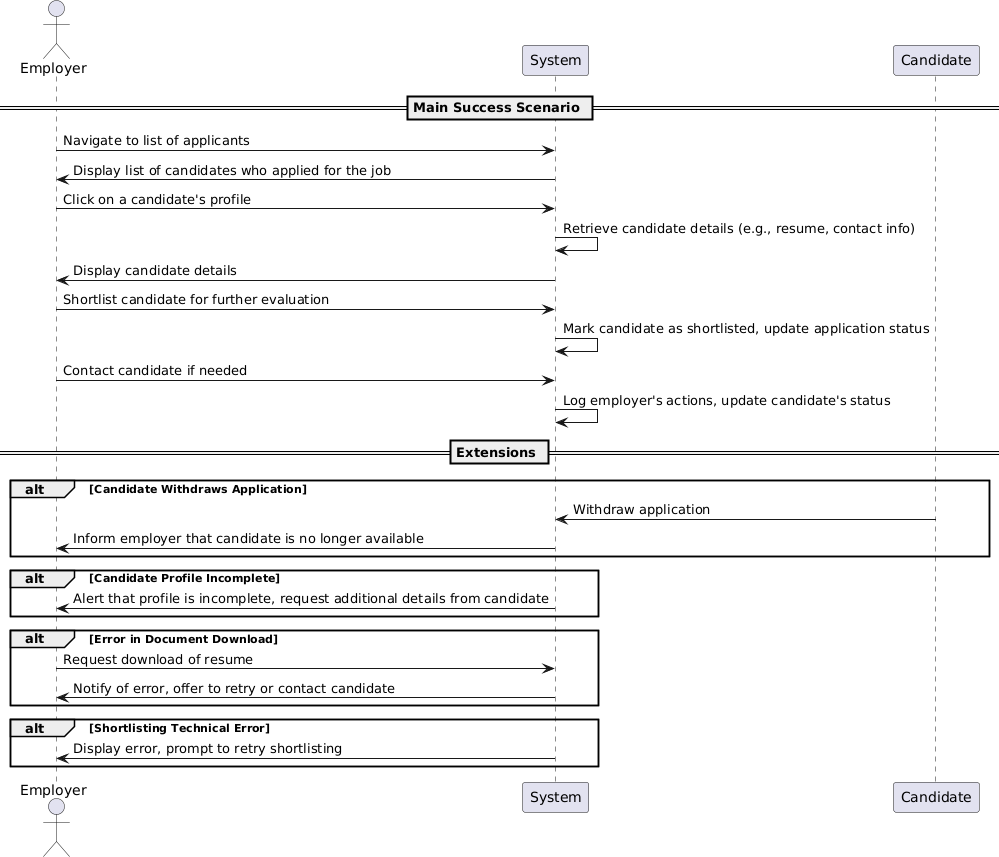 Employer
System
Candidate
Main Success Scenario
Navigate to list of applicants
Display list of candidates who applied for the job
Click on a candidate's profile
Retrieve candidate details (e.g., resume, contact info)
Display candidate details
Shortlist candidate for further evaluation
Mark candidate as shortlisted, update application status
Contact candidate if needed
Log employer's actions, update candidate's status
Extensions
alt [Candidate Withdraws Application]
Withdraw application
Inform employer that candidate is no longer available
alt [Candidate Profile Incomplete]
Alert that profile is incomplete, request additional details from candidate
alt [Error in Document Download]
Request download of resume
Notify of error, offer to retry or contact candidate
alt [Shortlisting Technical Error]
Display error, prompt to retry shortlisting
Employer
System
Candidate